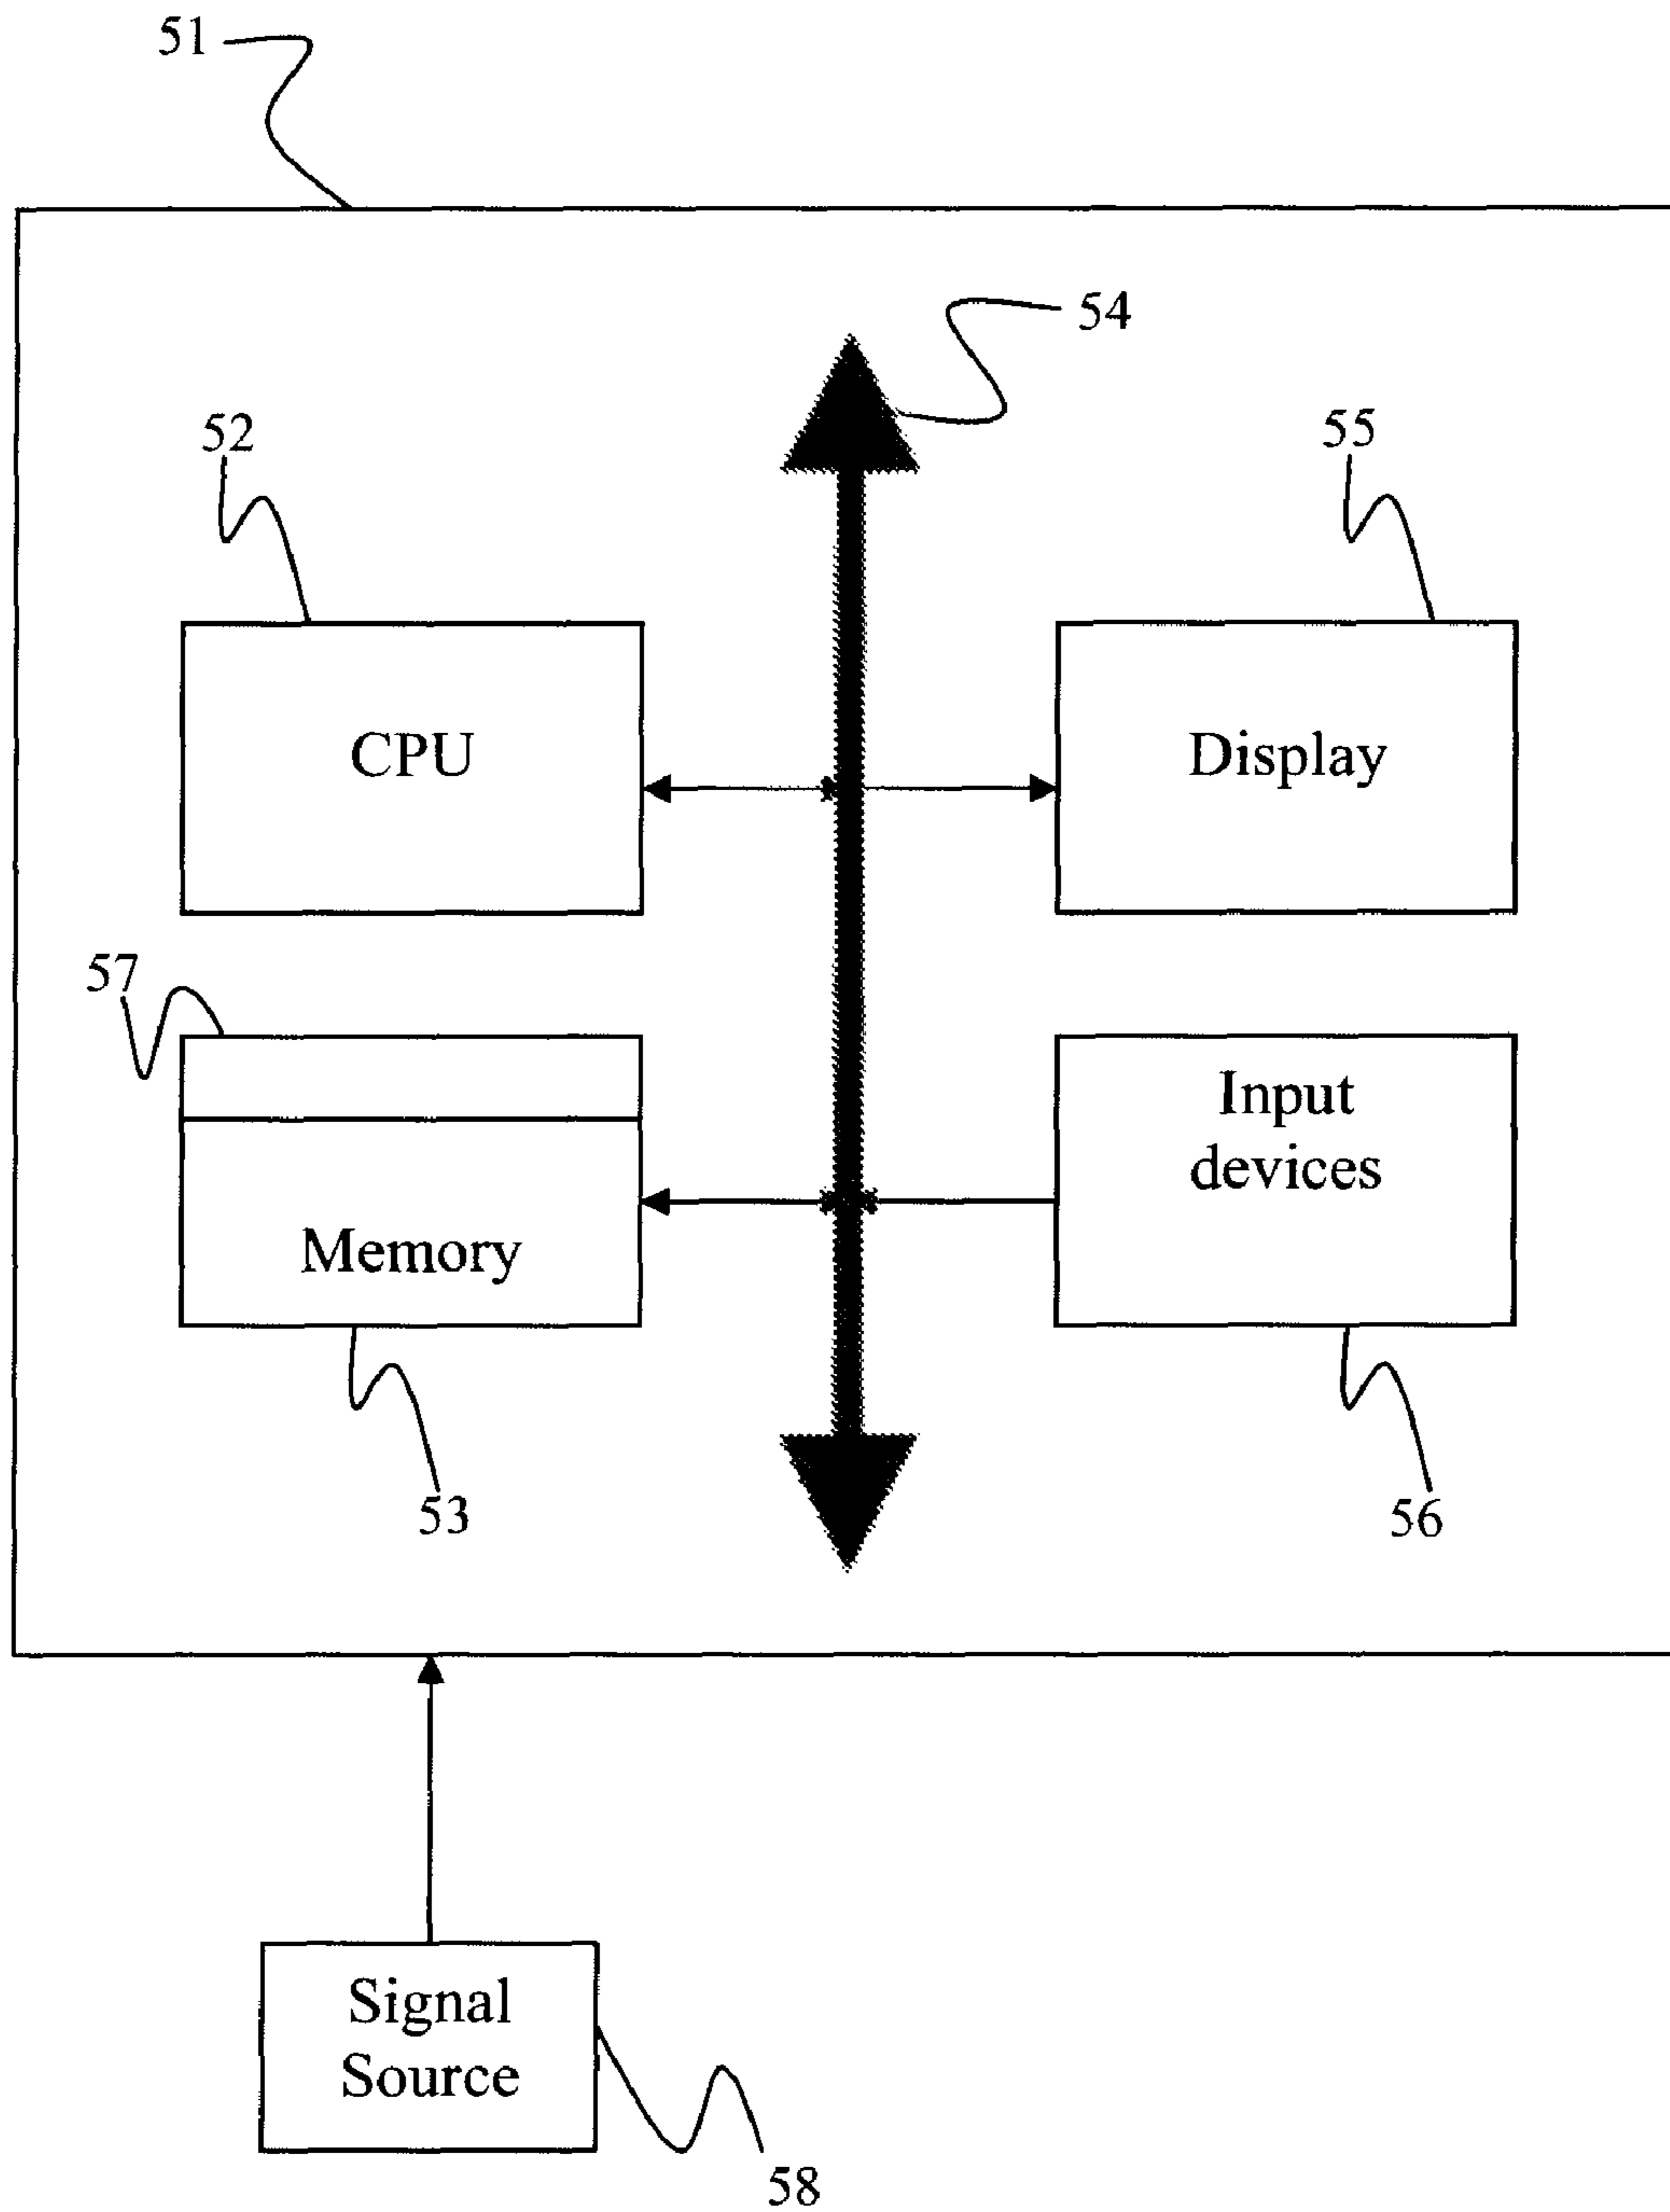 51
54
52
55
CPU
Display
57
Input
devices
Memory
53
56
Signal
Source
58